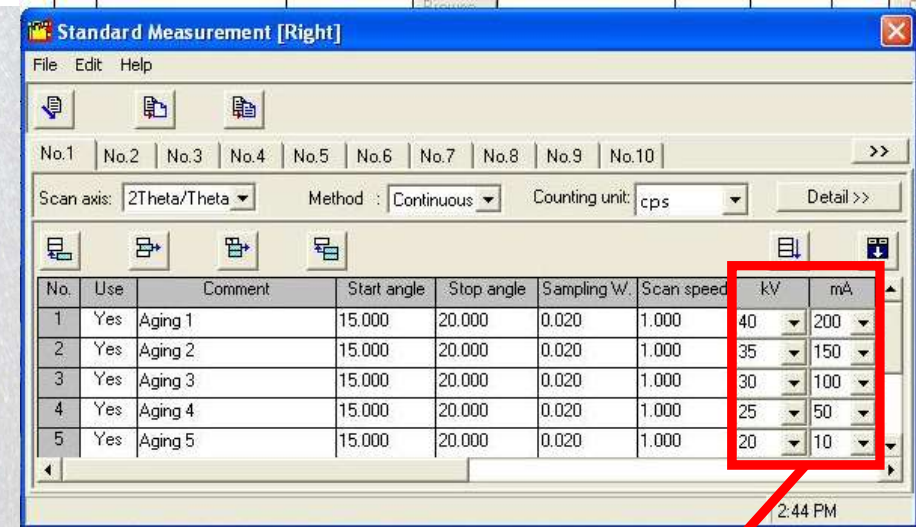 Browse
Standard Measurement [Right]
File Edit Help
No.1 No.2 No.3 No.4 No.5 No.6 No.7 No.8 No.9 No.10 >>
Scan axis: 2Theta/Theta Method : Continuous Counting unit: cps Detail >>
No. Use Comment Start angle Stop angle Sampling W. Scan speed kV mA
1 Yes Aging 1 15.000 20.000 0.020 1.000 40 200
2 Yes Aging 2 15.000 20.000 0.020 1.000 35 150
3 Yes Aging 3 15.000 20.000 0.020 1.000 30 100
4 Yes Aging 4 15.000 20.000 0.020 1.000 25 50
5 Yes Aging 5 15.000 20.000 0.020 1.000 20 10
2:44 PM